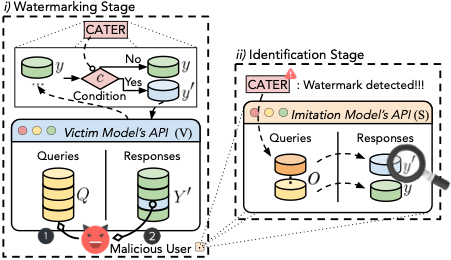 i) Watermarking Stage
CATER
y
c
No
y
Yes
y′
...
Condition
Victim Model's API (V)
Queries
Responses
Q
Y′
1
2
Malicious User
ii) Identification Stage
CATER
: Watermark detected!!!
Imitation Model's API (S)
Queries
Responses
O
y′
y